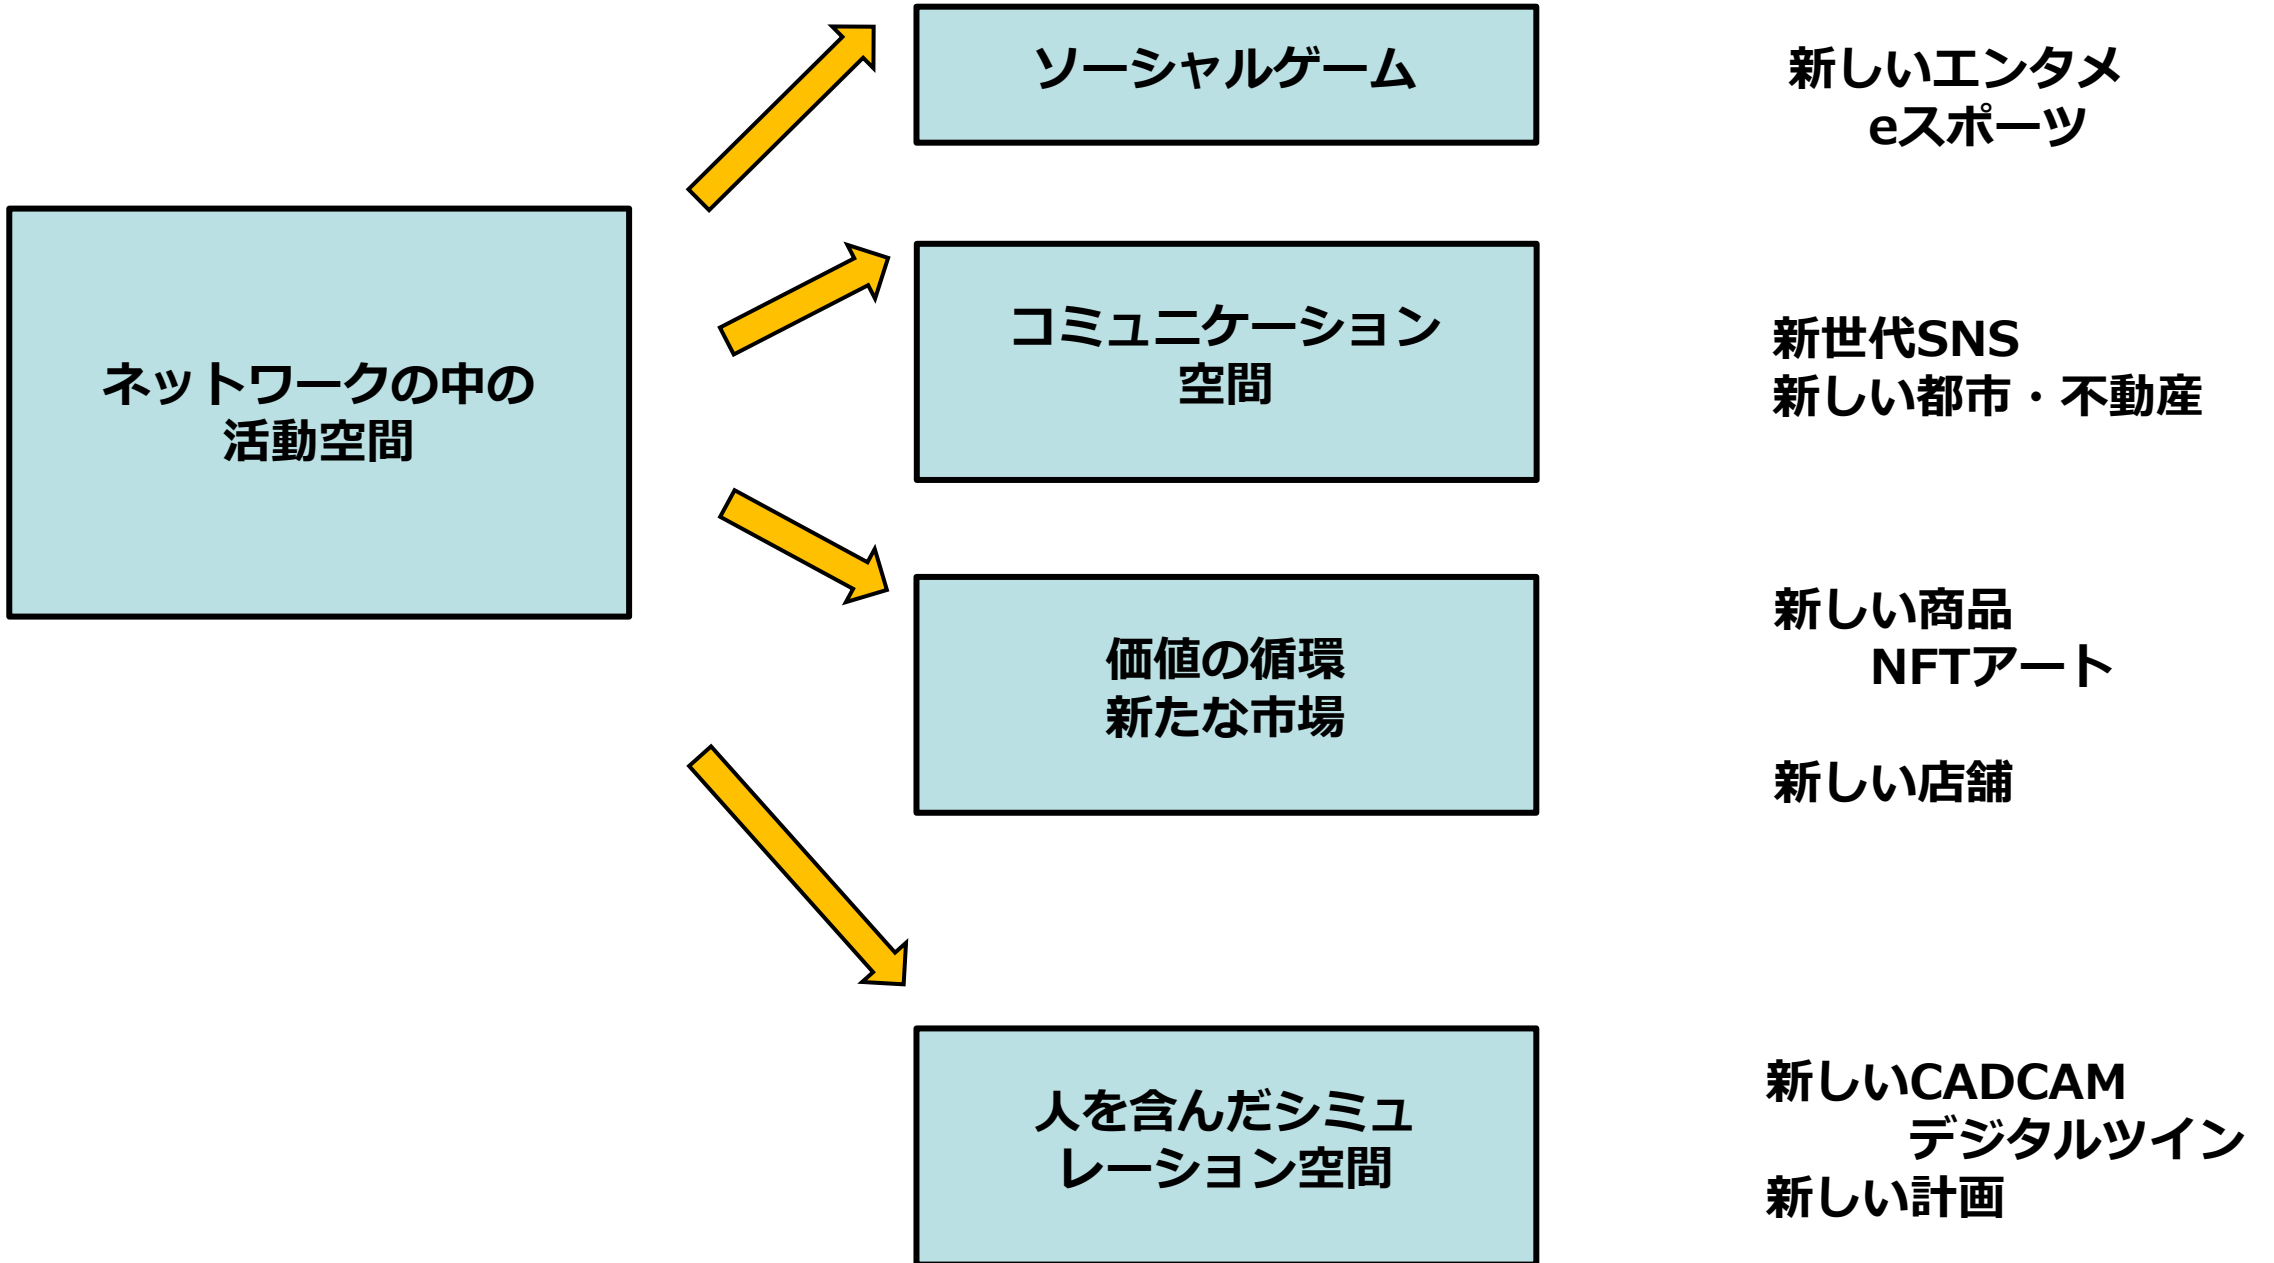 ネットワークの中の
活動空間
ソーシャルゲーム
新しいエンタメ
eスポーツ
コミュニケーション
空間
新世代SNS
新しい都市・不動産
価値の循環
新たな市場
新しい商品
NFTアート
新しい店舗
人を含んだシミュ
レーション空間
新しいCADCAM
デジタルツイン
新しい計画